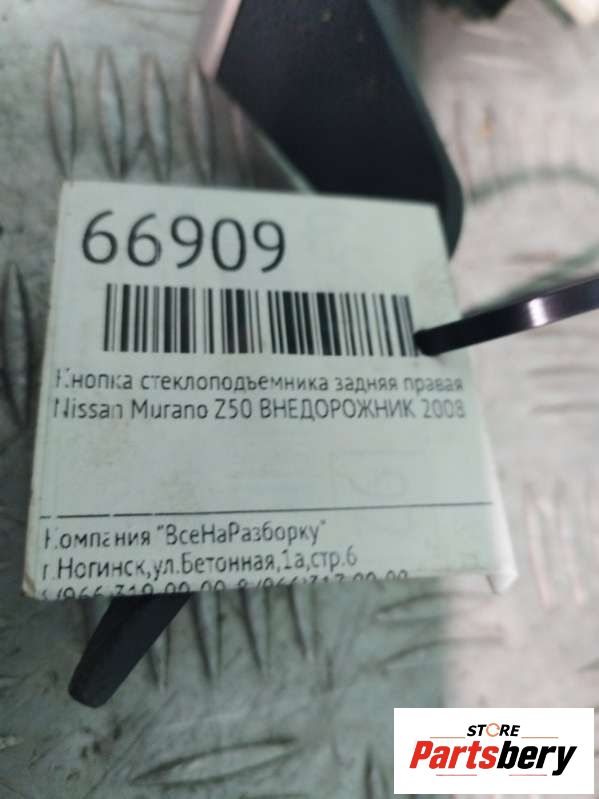 66909
Кнопка стеклоподъемника задняя правая
Nissan Murano Z50 ВНЕДОРОЖНИК 2008
Компания "ВсеНаРазборку"
г.Ногинск,ул.Бетонная,1а,стр.6
STORE
Partsbery